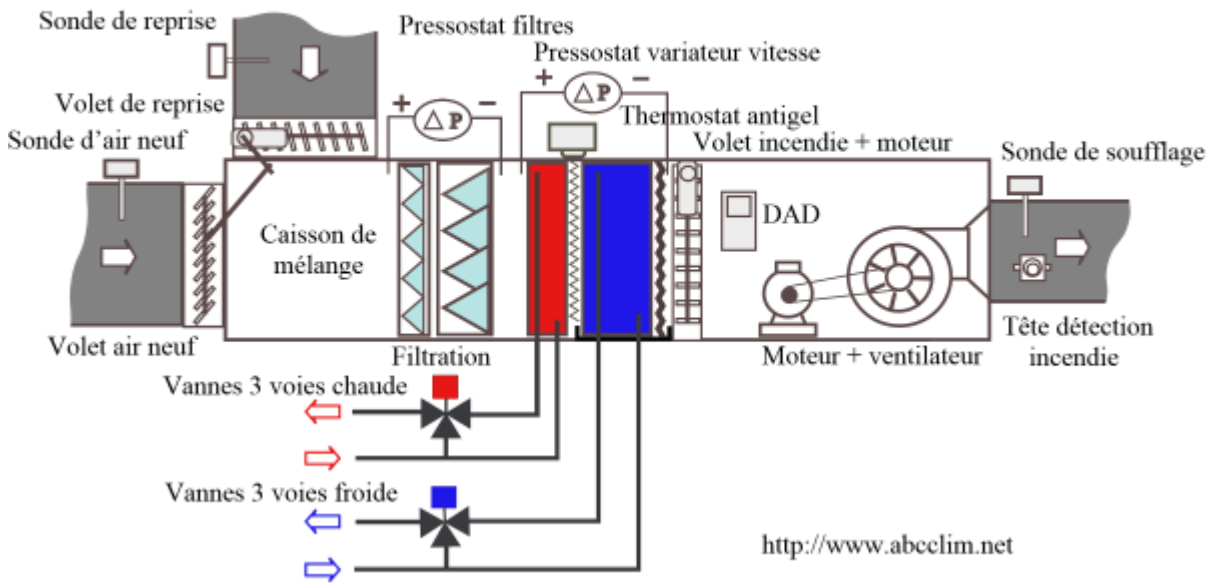 Sonde de reprise
Pressostat filtres
Pressostat variateur vitesse
+ −
Δ P
Volet de reprise
+ −
Δ P
Thermostat antigel
Sonde d'air neuf
Volet incendie + moteur
Sonde de soufflage
DAD
Caisson de
mélange
Volet air neuf
Filtration
Moteur + ventilateur
Tête détection
incendie
Vannes 3 voies chaude
Vannes 3 voies froide
http://www.abcclim.net